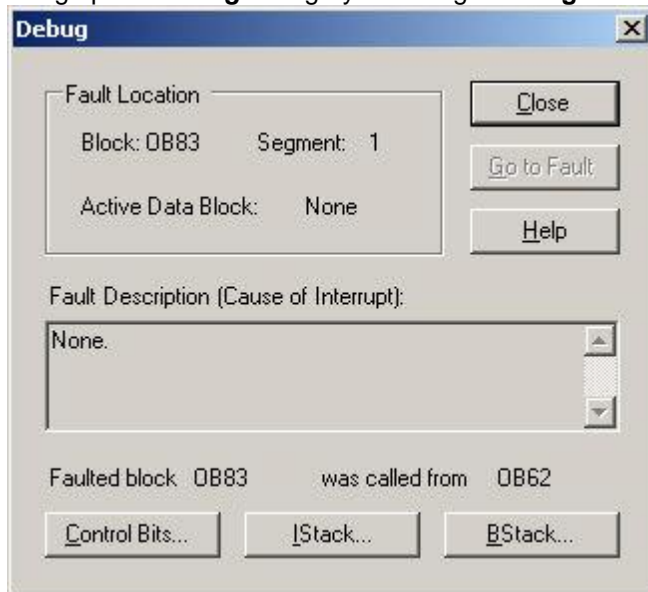 Debug
Fault Location
Block: OB83 Segment: 1
Active Data Block: None
Close
Go to Fault
Help
Fault Description (Cause of Interrupt):
None.
Faulted block OB83 was called from OB62
Control Bits... IStack... BStack...